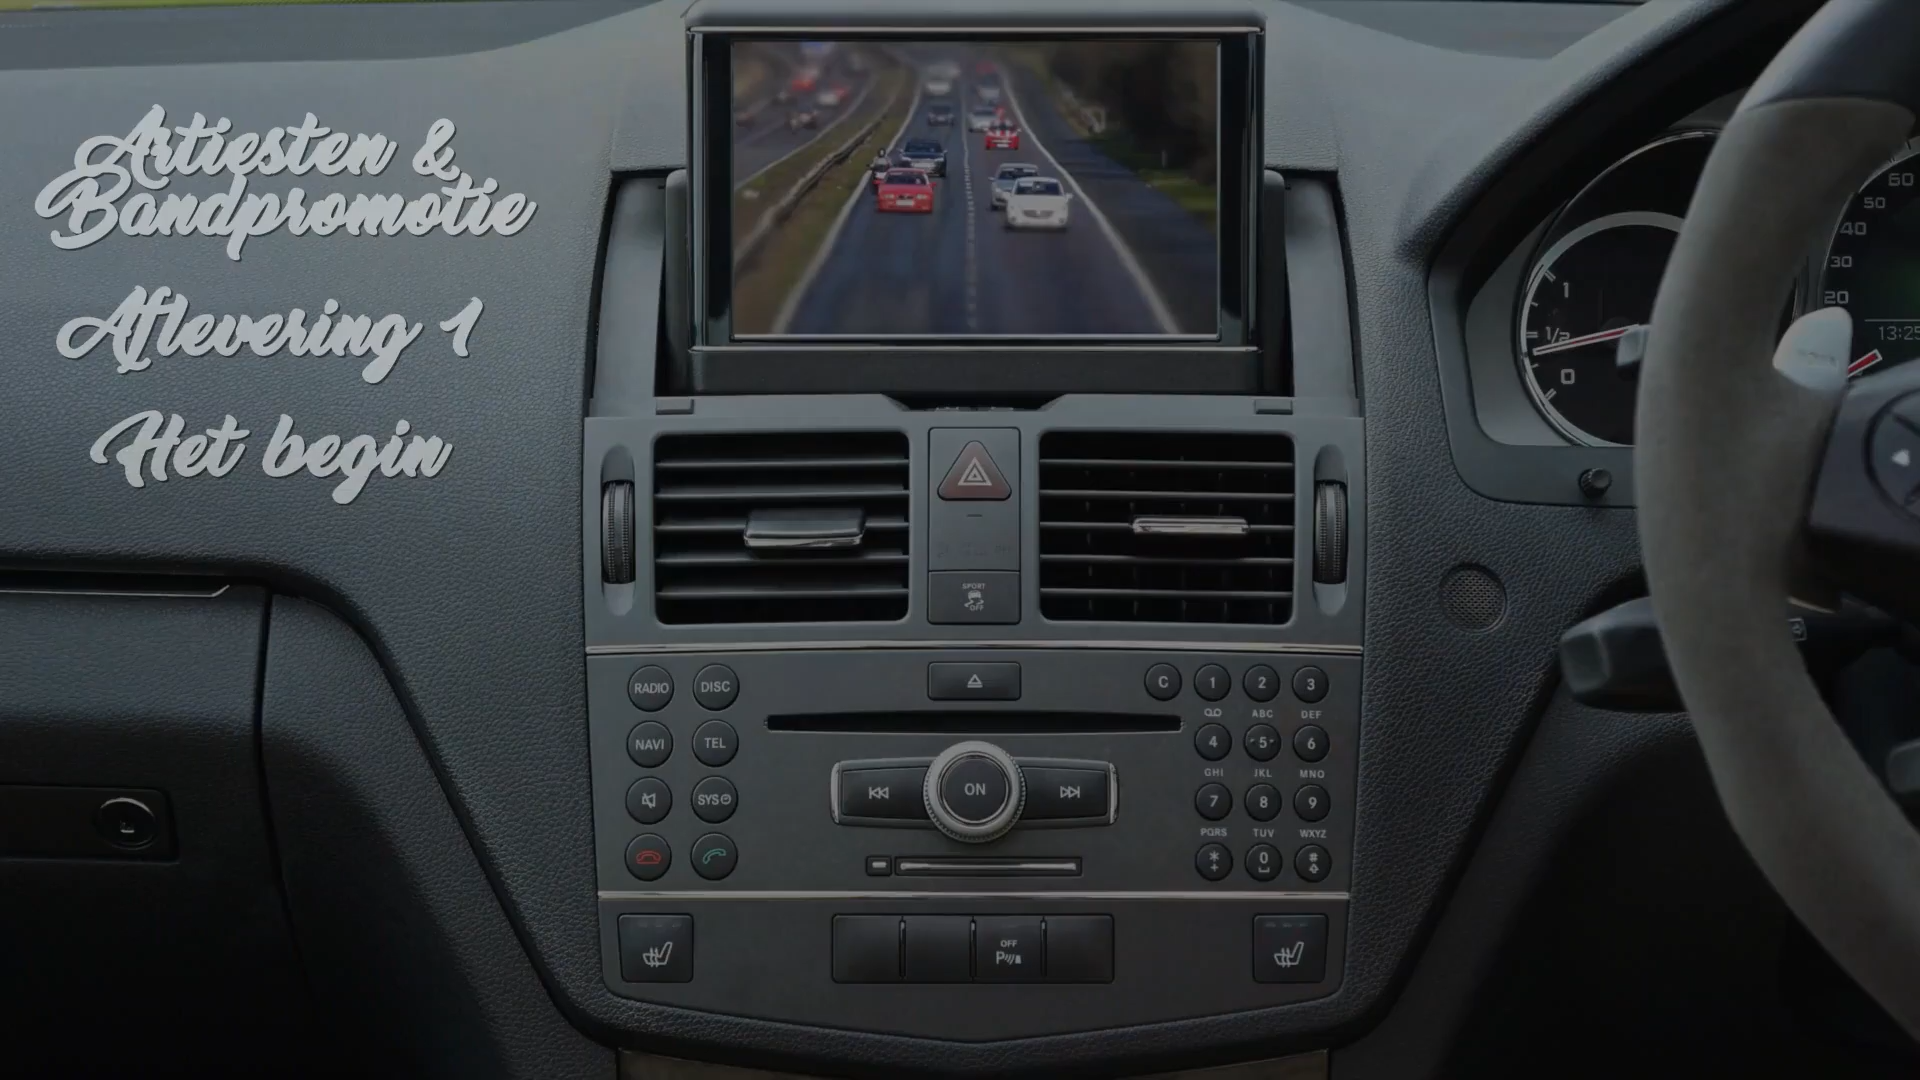 Artiesten &
Bandpromotie
Aflevering 1
Het begin
60
50
40
30
20
13:25
1
1/2
0
SPORT
OFF
RADIO
DISC
C
1
2
3
ABC
DEF
NAVI
TEL
4
5
6
GHI
JKL
MNO
SYS
ON
7
8
9
PQRS
TUV
WXYZ
*
0
#
+
OFF
P